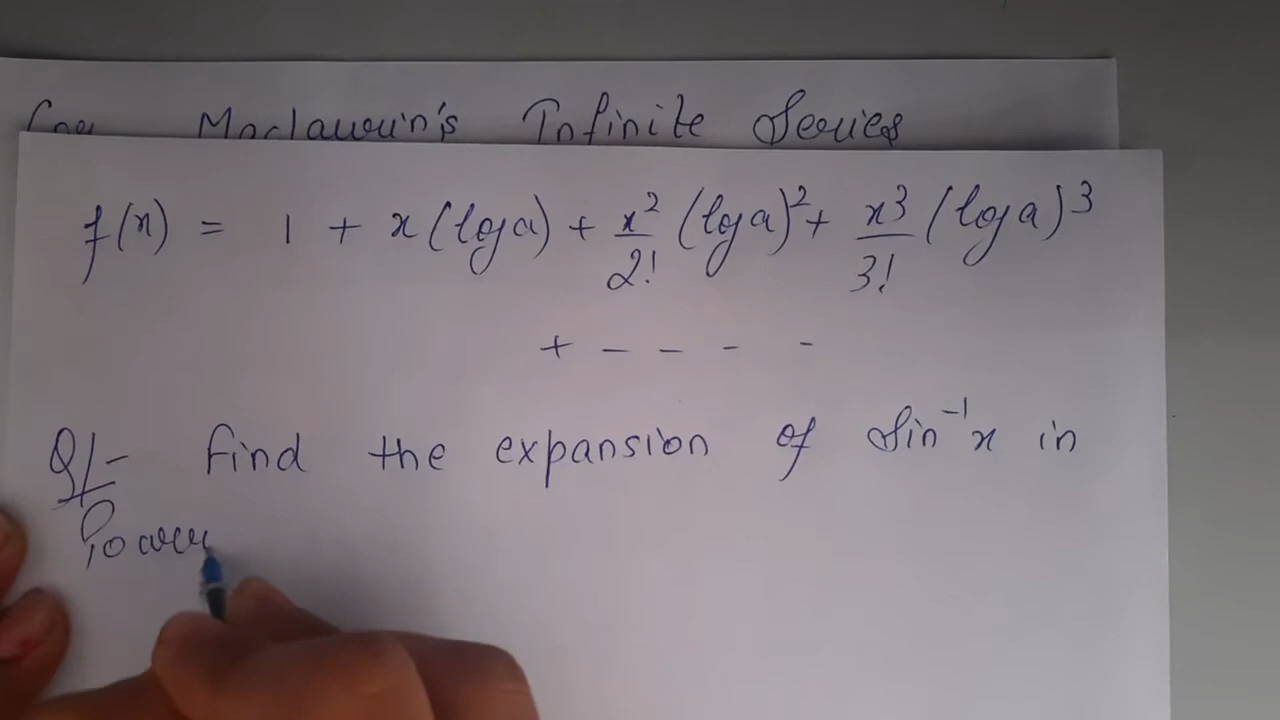 Maclaurin's Infinite Series
f(x) = 1 + x(log a) + x²/2! (log a)² + x³/3! (log a)³
+ - - - -
Q/- Find the expansion of Sin⁻¹x in
Power